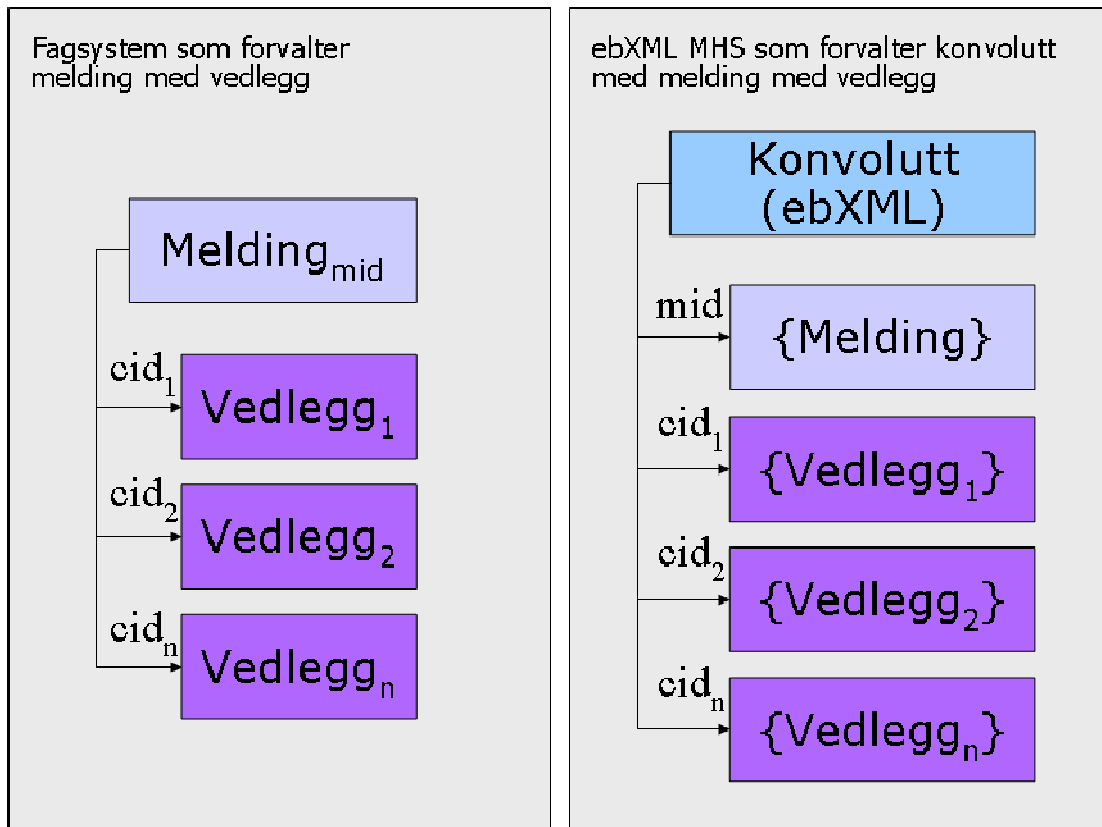 Fagsystem som forvalter
melding med vedlegg
Melding_mid
cid_1
Vedlegg_1
cid_2
Vedlegg_2
cid_n
Vedlegg_n
ebXML MHS som forvalter konvolutt
med melding med vedlegg
Konvolutt
(ebXML)
mid
{Melding}
cid_1
{Vedlegg_1}
cid_2
{Vedlegg_2}
cid_n
{Vedlegg_n}